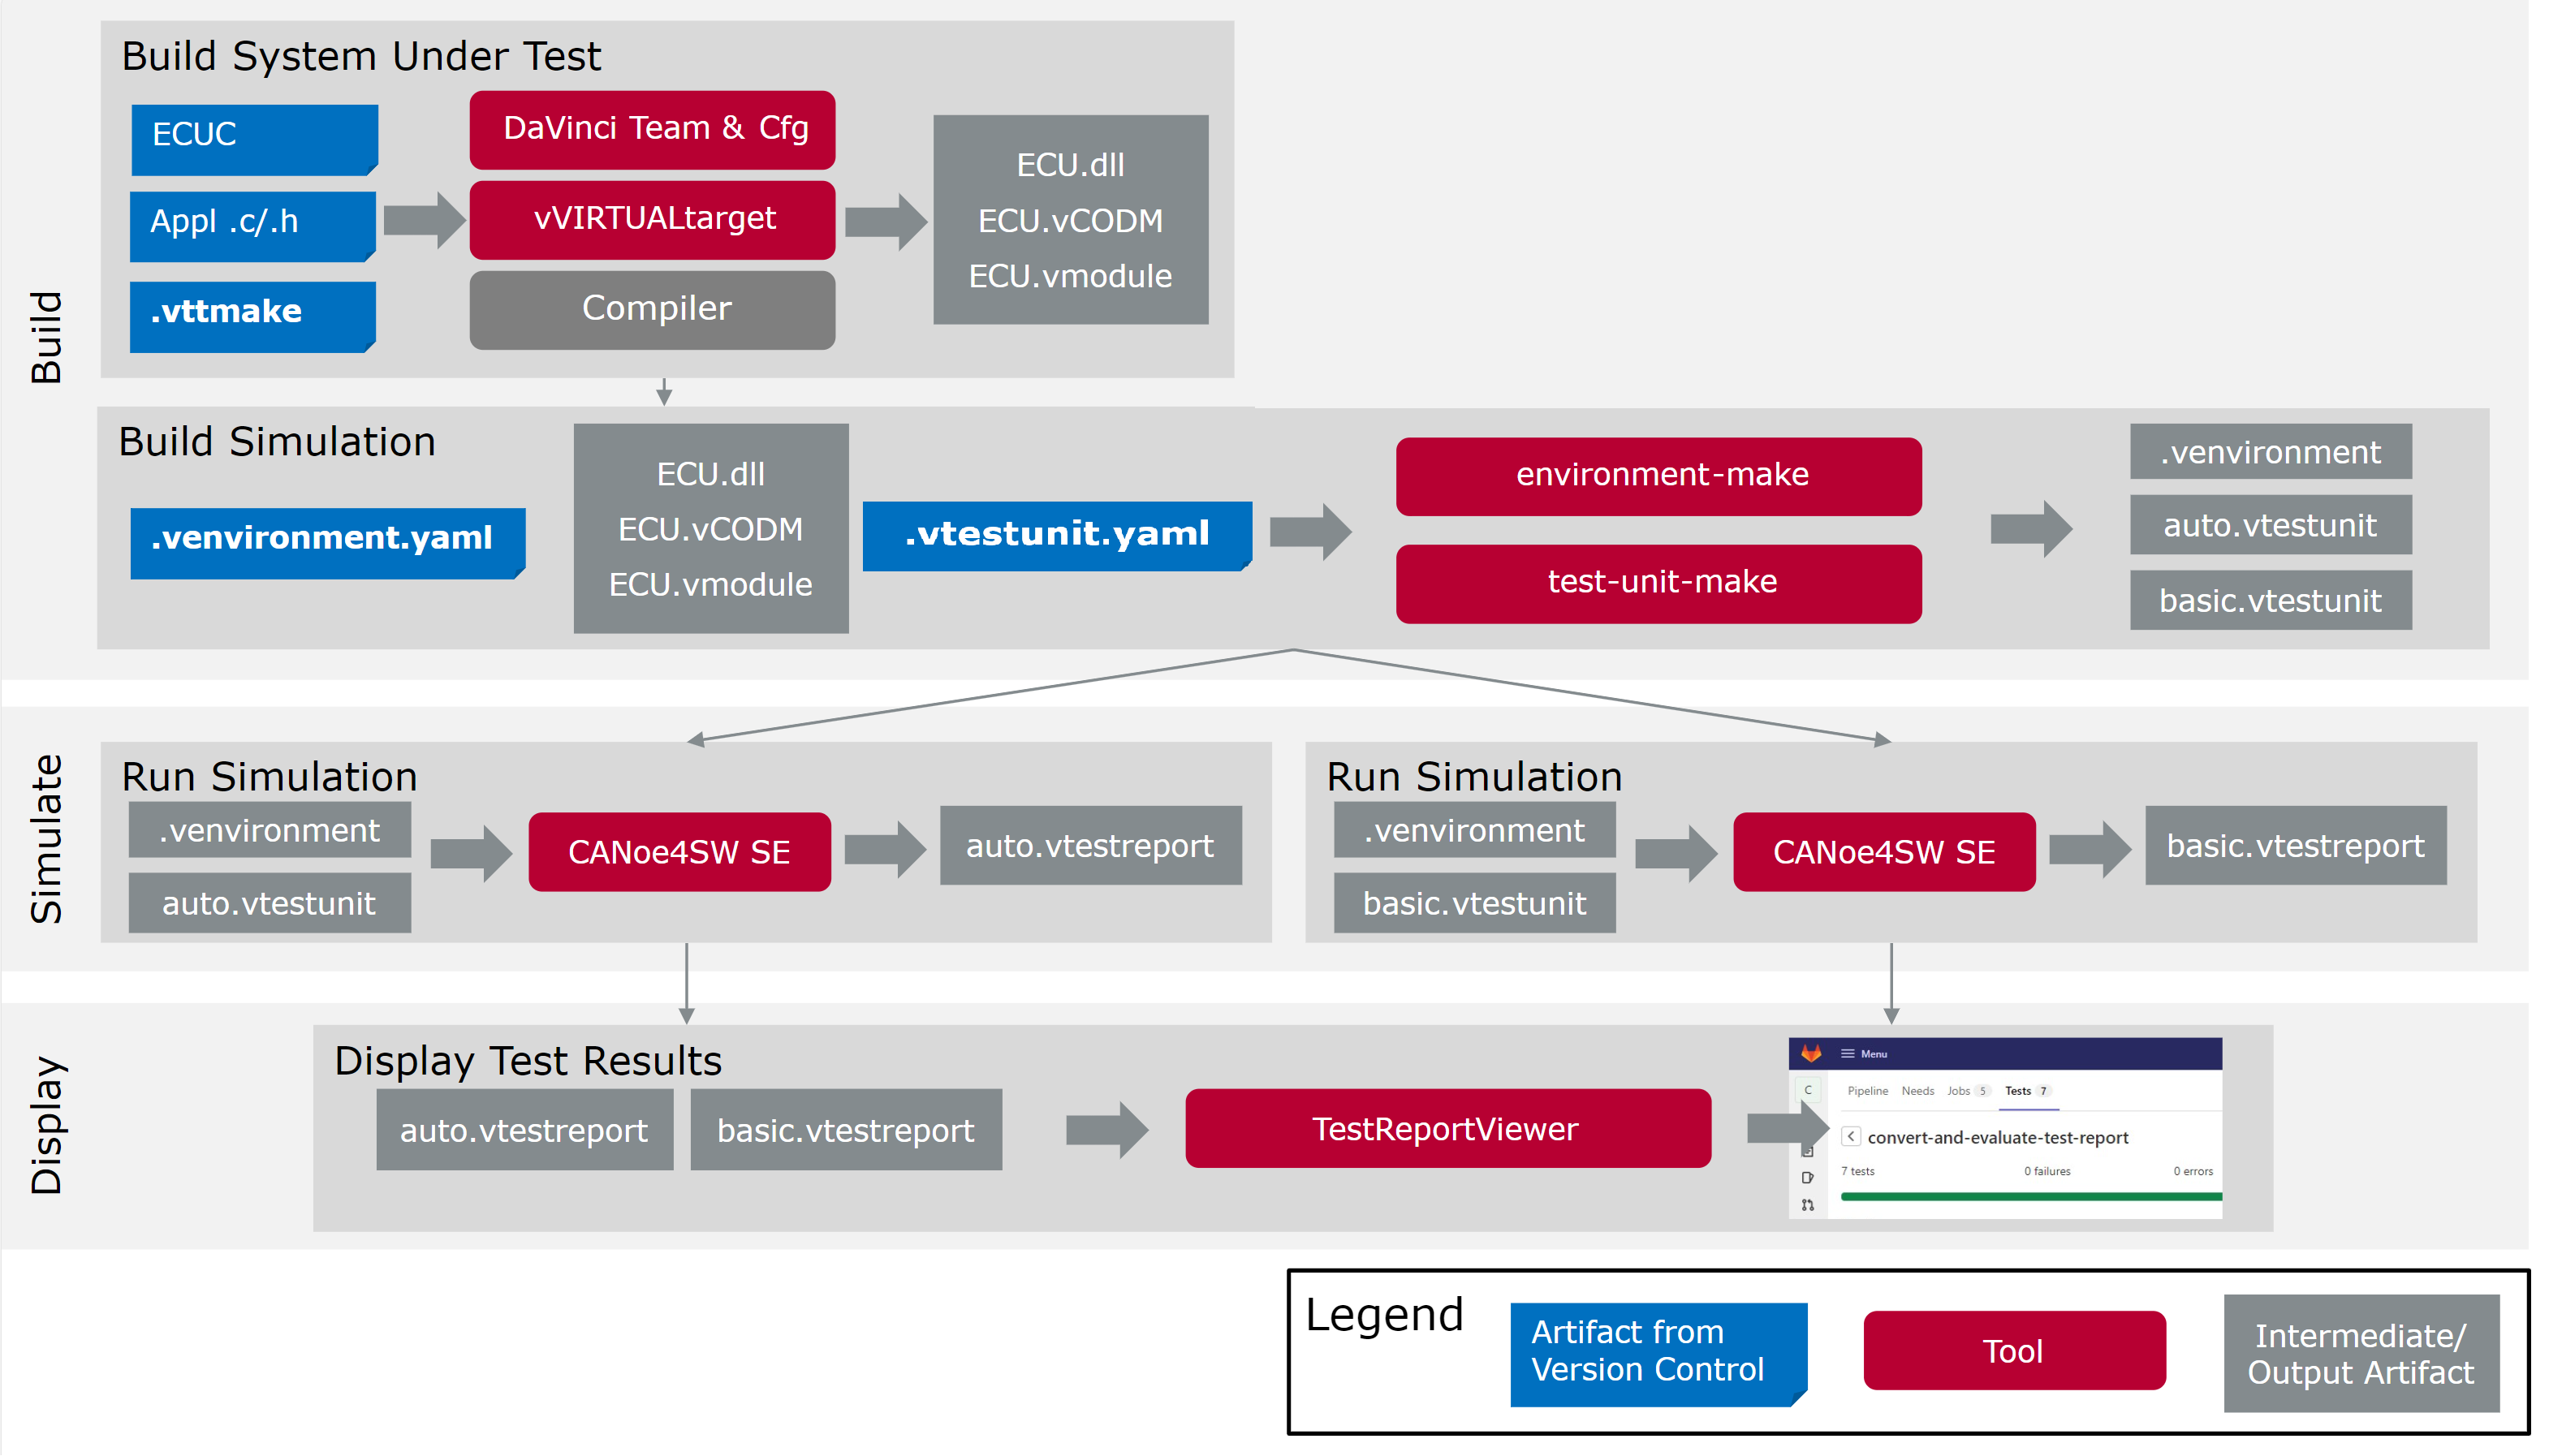 Build
Build System Under Test
ECUC
Appl .c/.h
.vttmake
DaVinci Team & Cfg
vVIRTUALtarget
Compiler
ECU.dll
ECU.vCODM
ECU.vmodule
Build Simulation
.venvironment.yaml
ECU.dll
ECU.vCODM
ECU.vmodule
.vtestunit.yaml
environment-make
test-unit-make
.venvironment
auto.vtestunit
basic.vtestunit
Simulate
Run Simulation
.venvironment
auto.vtestunit
CANoe4SW SE
auto.vtestreport
Run Simulation
.venvironment
basic.vtestunit
CANoe4SW SE
basic.vtestreport
Display
Display Test Results
auto.vtestreport
basic.vtestreport
TestReportViewer
Menu
C
Pipeline Needs Jobs 5 Tests 7
convert-and-evaluate-test-report
7 tests 0 failures 0 errors
Legend
Artifact from
Version Control
Tool
Intermediate/
Output Artifact